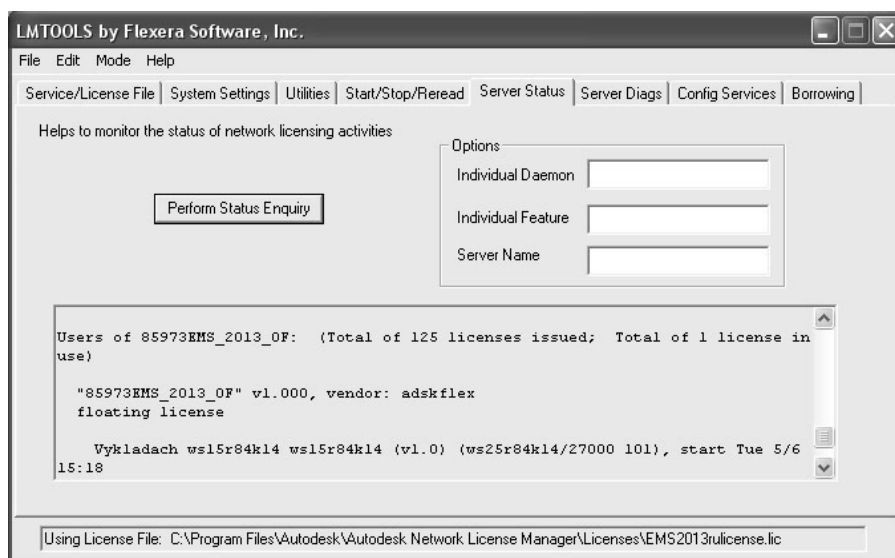 LMTOOLS by Flexera Software, Inc.
File Edit Mode Help
Service/License File System Settings Utilities Start/Stop/Reread Server Status Server Diags Config Services Borrowing
Helps to monitor the status of network licensing activities
Options
Individual Daemon
Perform Status Enquiry
Individual Feature
Server Name
Users of 85973EMS_2013_0F: (Total of 125 licenses issued; Total of 1 license in
use)
"85973EMS_2013_0F" v1.000, vendor: adskflex
floating license
Vykladach ws15r84k14 ws15r84k14 (v1.0) (ws25r84k14/27000 101), start Tue 5/6
15:18
Using License File: C:\Program Files\Autodesk\Autodesk Network License Manager\Licenses\EMS2013rulicense.lic